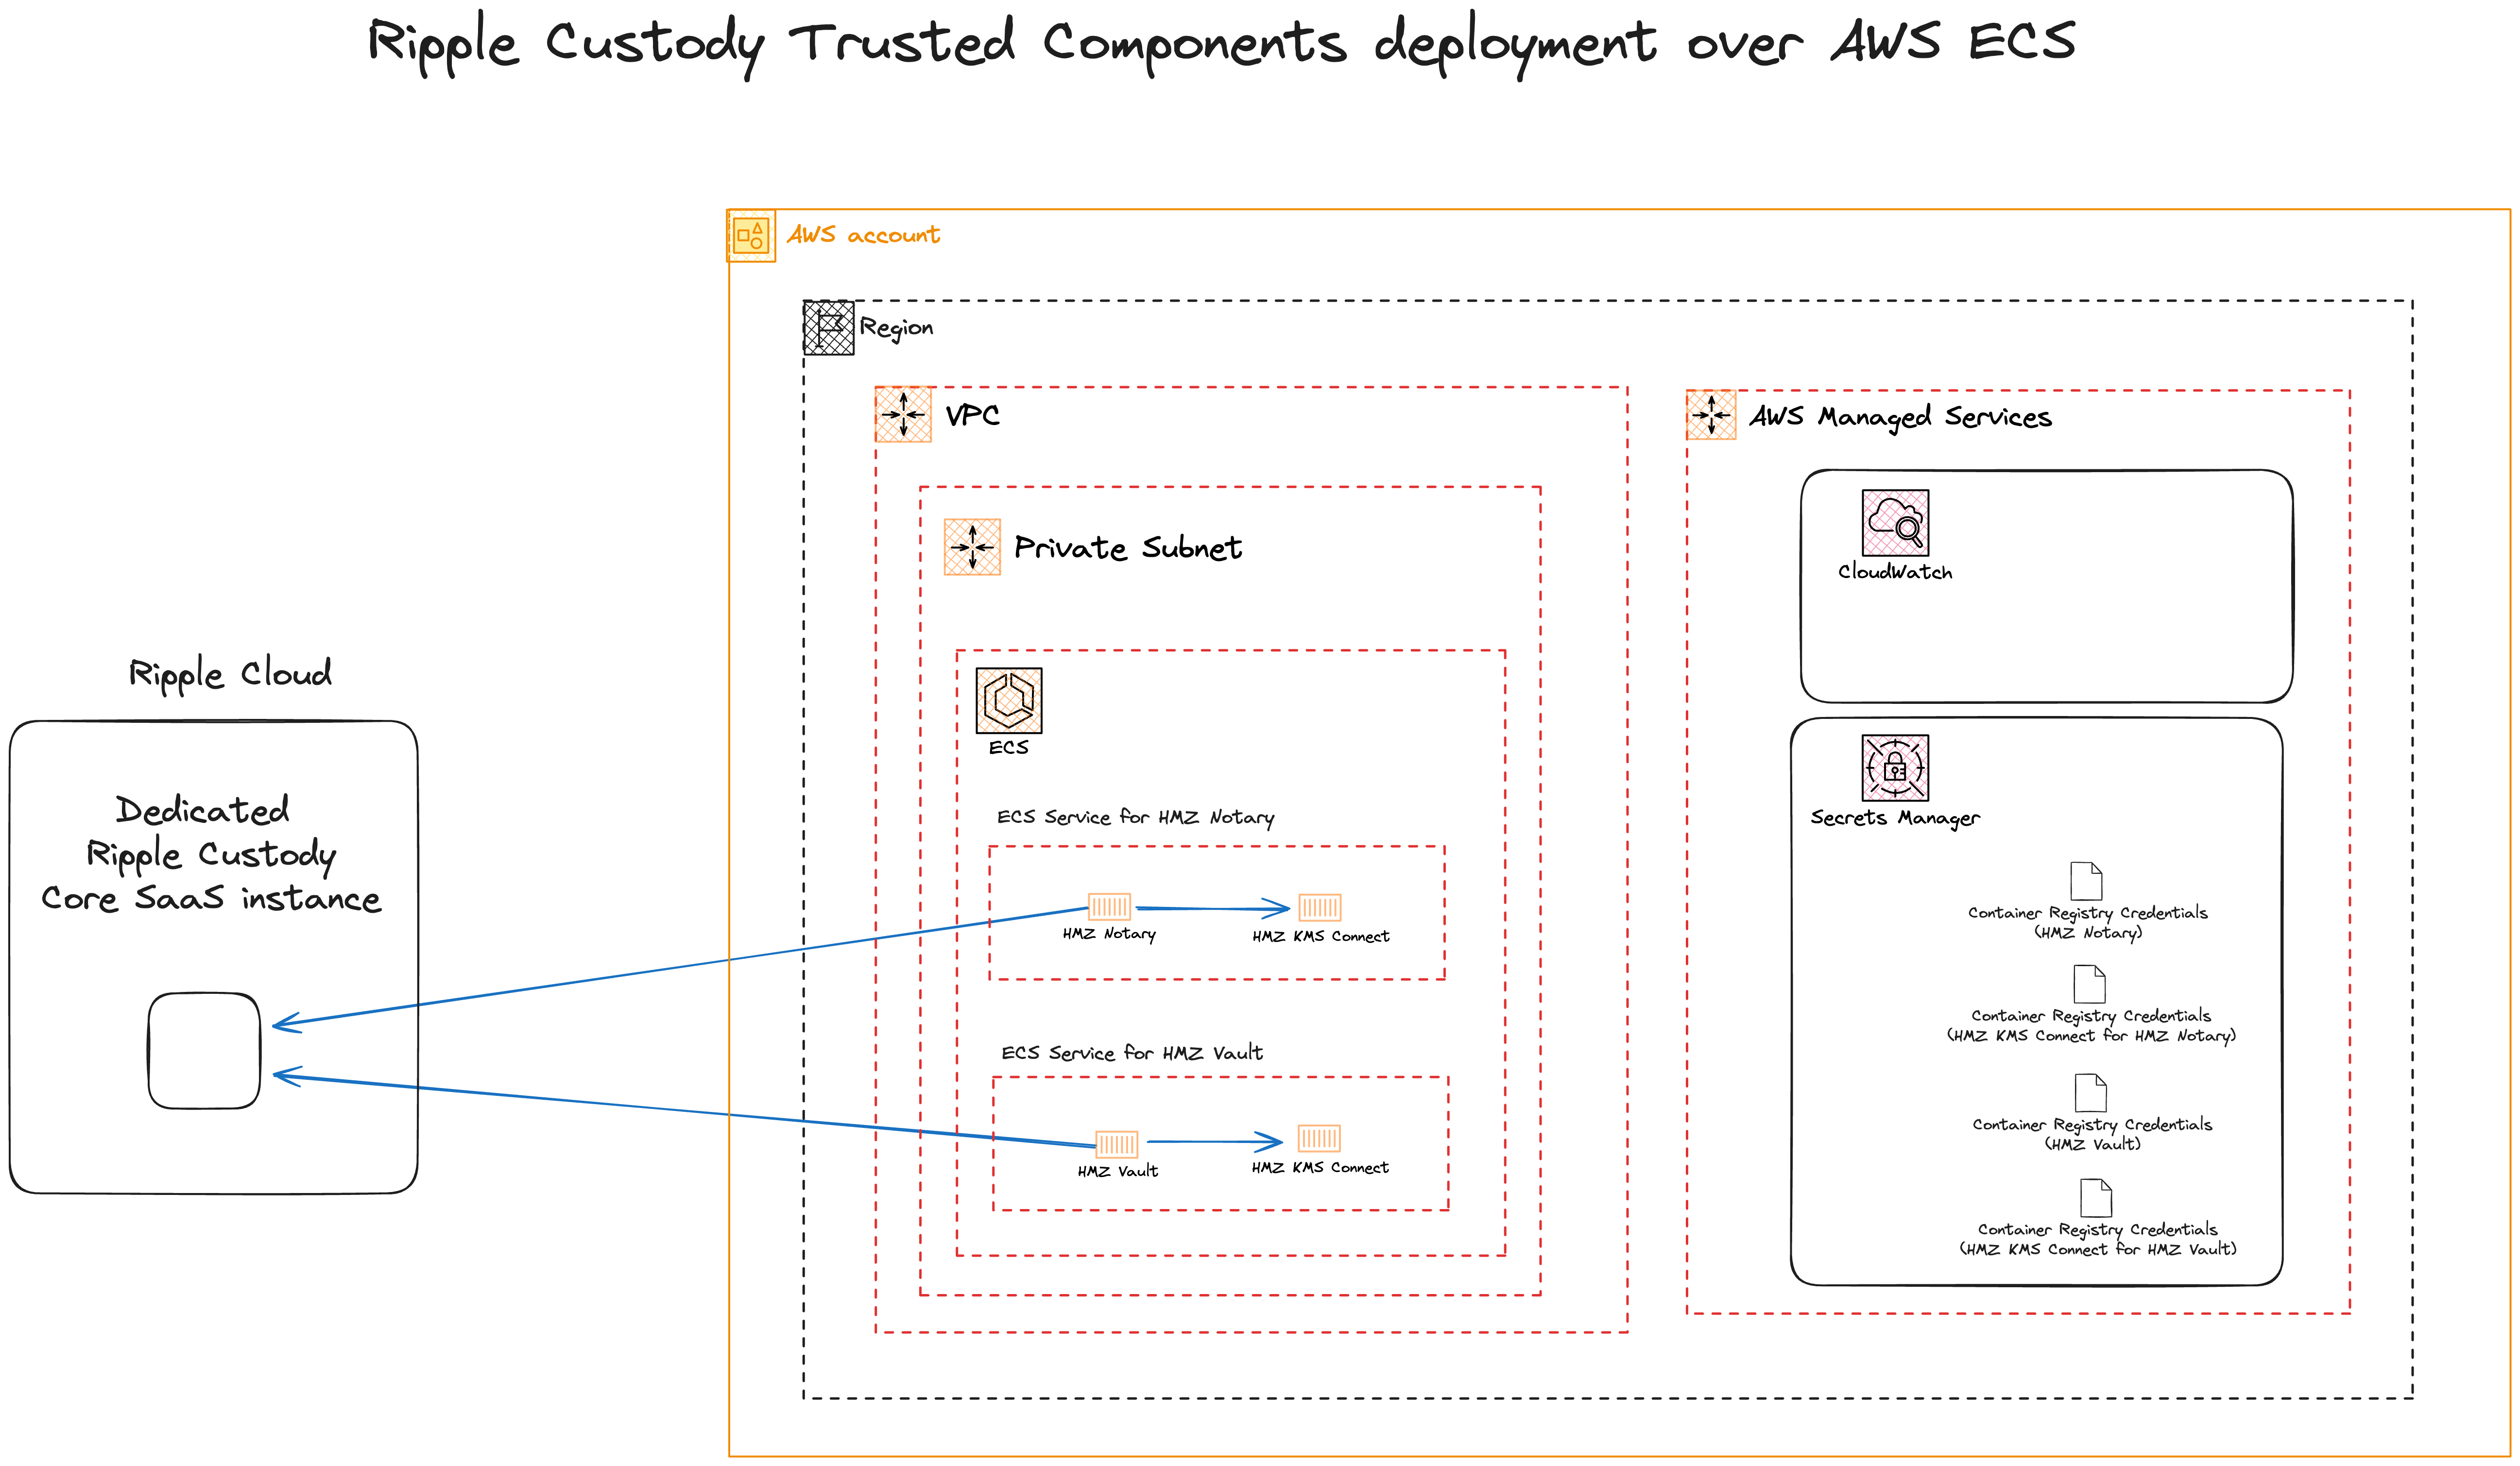 Ripple Custody Trusted Components deployment over AWS ECS
AWS account
Region
VPC
AWS Managed Services
CloudWatch
Private Subnet
Ripple Cloud
ECS
Dedicated
Ripple Custody
Core SaaS instance
Secrets Manager
ECS Service for HMZ Notary
HMZ Notary
HMZ KMS Connect
ECS Service for HMZ Vault
HMZ Vault
HMZ KMS Connect
Container Registry Credentials
(HMZ Notary)
Container Registry Credentials
(HMZ KMS Connect for HMZ Notary)
Container Registry Credentials
(HMZ Vault)
Container Registry Credentials
(HMZ KMS Connect for HMZ Vault)